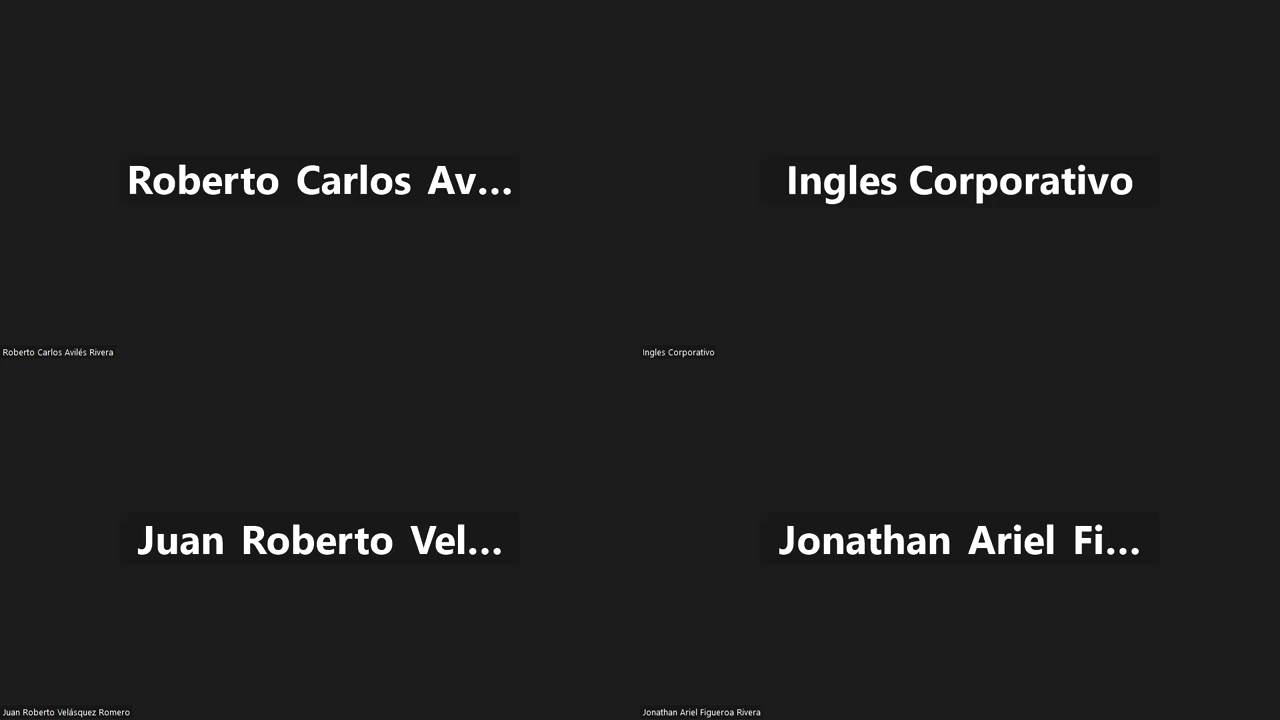 Roberto Carlos Av...
Ingles Corporativo
Roberto Carlos Avilés Rivera
Ingles Corporativo
Juan Roberto Vel...
Jonathan Ariel Fi...
Juan Roberto Velásquez Romero
Jonathan Ariel Figueroa Rivera